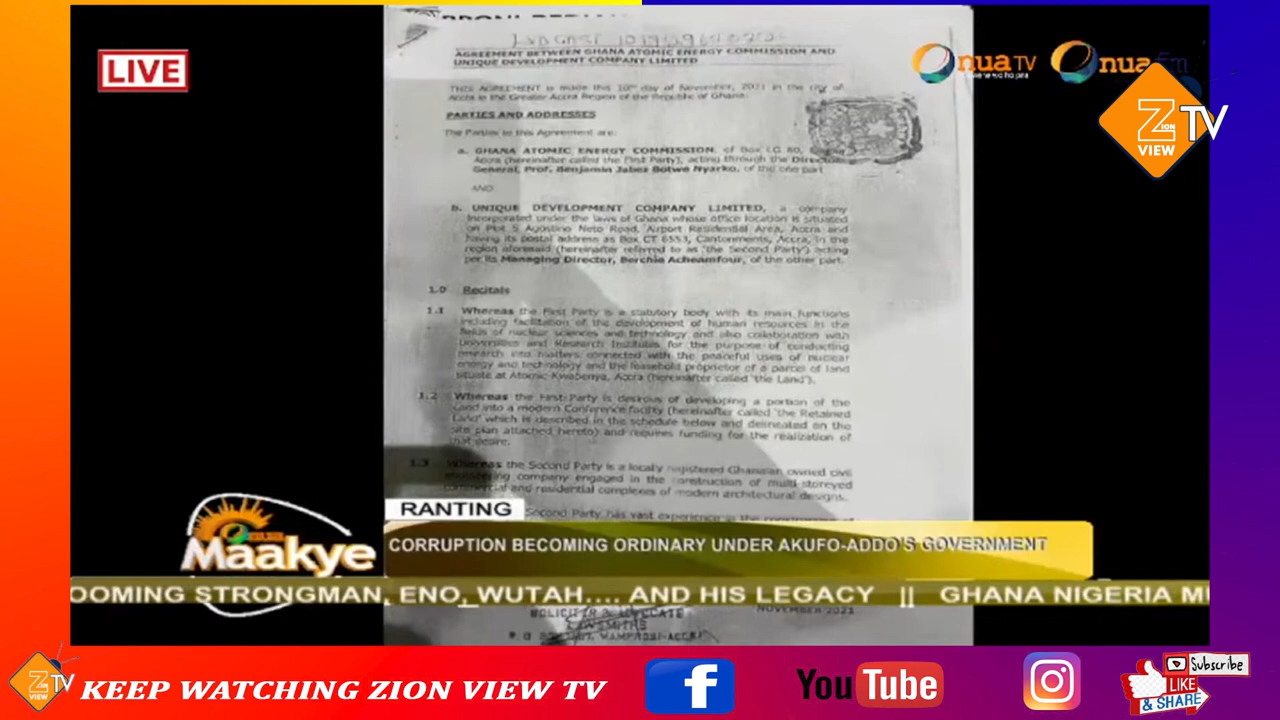 LIVE
onua TV
onua fm
ZION
VIEW
TV
AGREEMENT BETWEEN GHANA ATOMIC ENERGY COMMISSION AND
UNIQUE DEVELOPMENT COMPANY LIMITED
THIS AGREEMENT is made this 10th day of November, 2021 in the city of
Accra in the Greater Accra Region of the Republic of Ghana.
PARTIES AND ADDRESSES
The Parties to this Agreement are:
a. GHANA ATOMIC ENERGY COMMISSION, of Box LG 80,
Accra (hereinafter called the First Party), acting through the Director
General, Prof. Benjamin Jabez Botwe Nyarko, of the one part
AND
b. UNIQUE DEVELOPMENT COMPANY LIMITED, a company
incorporated under the laws of Ghana whose office location is situated
on Plot 5 Agostino Neto Road, Airport Residential Area, Accra and
having its postal address as Box CT 6553, Cantonments, Accra, in the
region aforesaid (hereinafter referred to as 'the Second Party') acting
per its Managing Director, Berchie Acheamfour, of the other part.
1.0 Recitals
1.1 Whereas the First Party is a statutory body with its main functions
including facilitation of the development of human resources in the
fields of nuclear sciences and technology and also collaboration with
Universities and Research Institutes for the purpose of conducting
research into matters connected with the peaceful uses of nuclear
energy and technology and the leasehold proprietor of a parcel of land
situate at Atomic-Kwabenya, Accra (hereinafter called 'the Land').
1.2 Whereas the First Party is desirous of developing a portion of the
Land into a modern Conference facility (hereinafter called 'the Retained
Land' which is described in the schedule below and delineated on the
site plan attached hereto) and requires funding for the realization of
that desire.
1.3 Whereas the Second Party is a locally registered Ghanaian owned civil
engineering company engaged in the construction of multi-storeyed
commercial and residential complexes of modern architectural designs.
Second Party has vast experience in the
RANTING
CORRUPTION BECOMING ORDINARY UNDER AKUFO-ADDO'S GOVERNMENT
Onua
Maakye
OOMING STRONGMAN, ENO, WUTAH.... AND HIS LEGACY || GHANA NIGERIA
SOLICITOR & ADVOCATE
NOVEMBER 2021
LAWSMITHS
MAMPROBI-ACCRA
ZION VIEW TV
KEEP WATCHING ZION VIEW TV
f
YouTube
Subscribe
LIKE
& SHARE